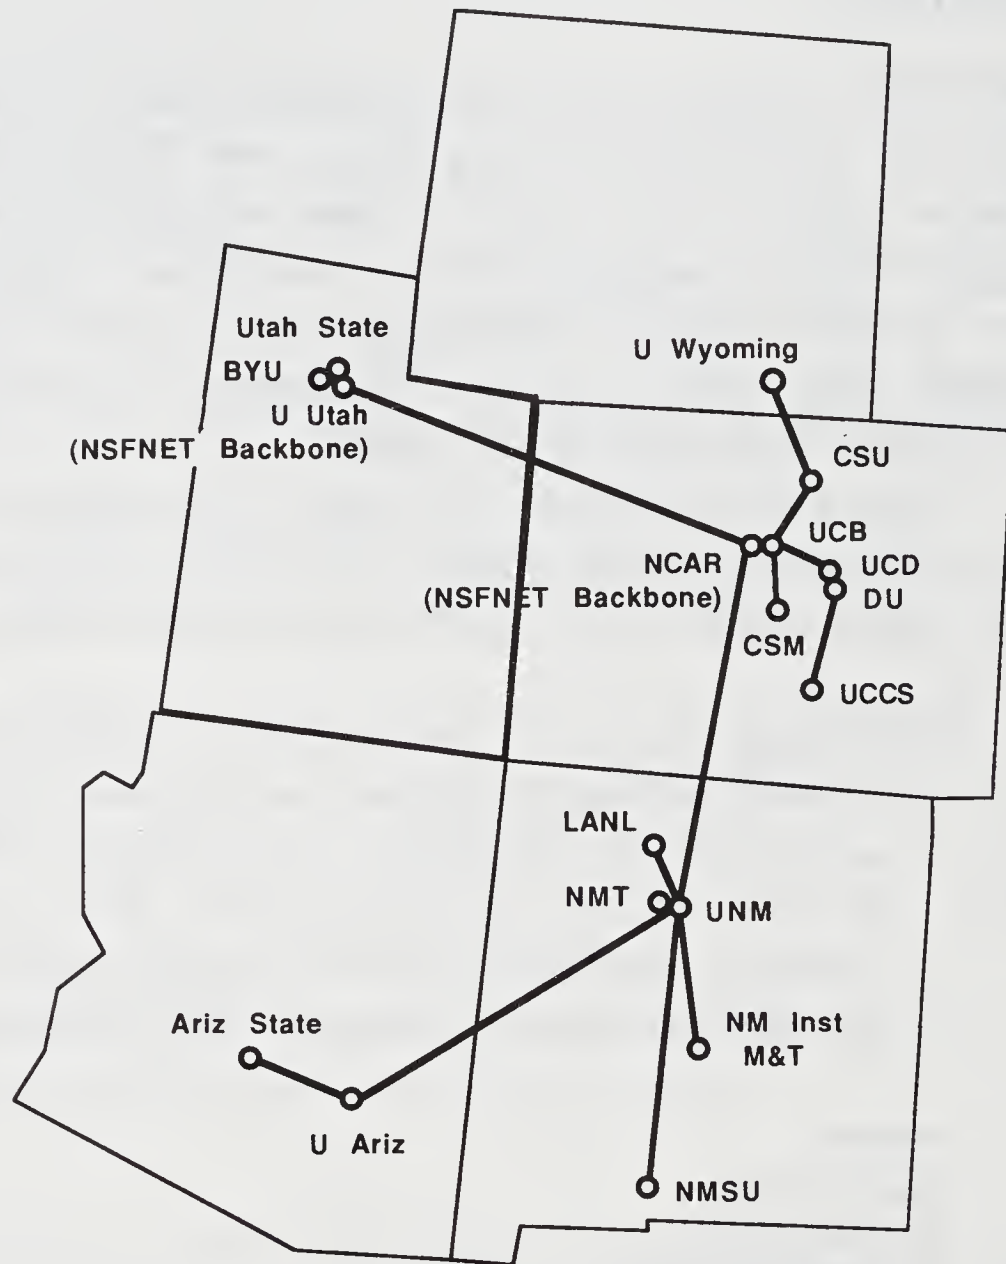 Utah State
BYU
U Utah
(NSFNET Backbone)
U Wyoming
CSU
UCB
NCAR
(NSFNET Backbone)
UCD
DU
CSM
UCCS
LANL
NMT
UNM
Ariz State
NM Inst
M&T
U Ariz
NMSU